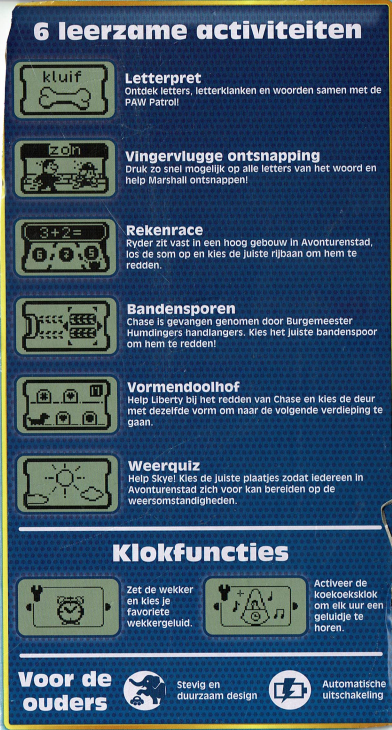 6 leerzame activiteiten
kluif
Letterpret
Ontdek letters, letterklanken en woorden samen met de
PAW Patrol!
zon
Vingervlugge ontsnapping
Druk zo snel mogelijk op alle letters van het woord en
help Marshall ontsnappen!
3+2=
6 7 5
Rekenrace
Ryder zit vast in een hoog gebouw in Avonturenstad,
los de som op en kies de juiste rijbaan om hem te
redden.
Bandensporen
Chase is gevangen genomen door Burgemeester
Humdingers handlangers. Kies het juiste bandenspoor
om hem te redden!
Vormendoolhof
Help Liberty bij het redden van Chase en kies de deur
met dezelfde vorm om naar de volgende verdieping te
gaan.
Weerquiz
Help Skye! Kies de juiste plaatjes zodat iedereen in
Avonturenstad zich voor kan bereiden op de
weersomstandigheden.
Klokfuncties
Zet de wekker
en kies je
favoriete
wekkergeluid.
Activeer de
koekoeksklok
om elk uur een
geluidje te
horen.
Voor de
ouders
Stevig en
duurzaam design
Automatische
uitschakeling